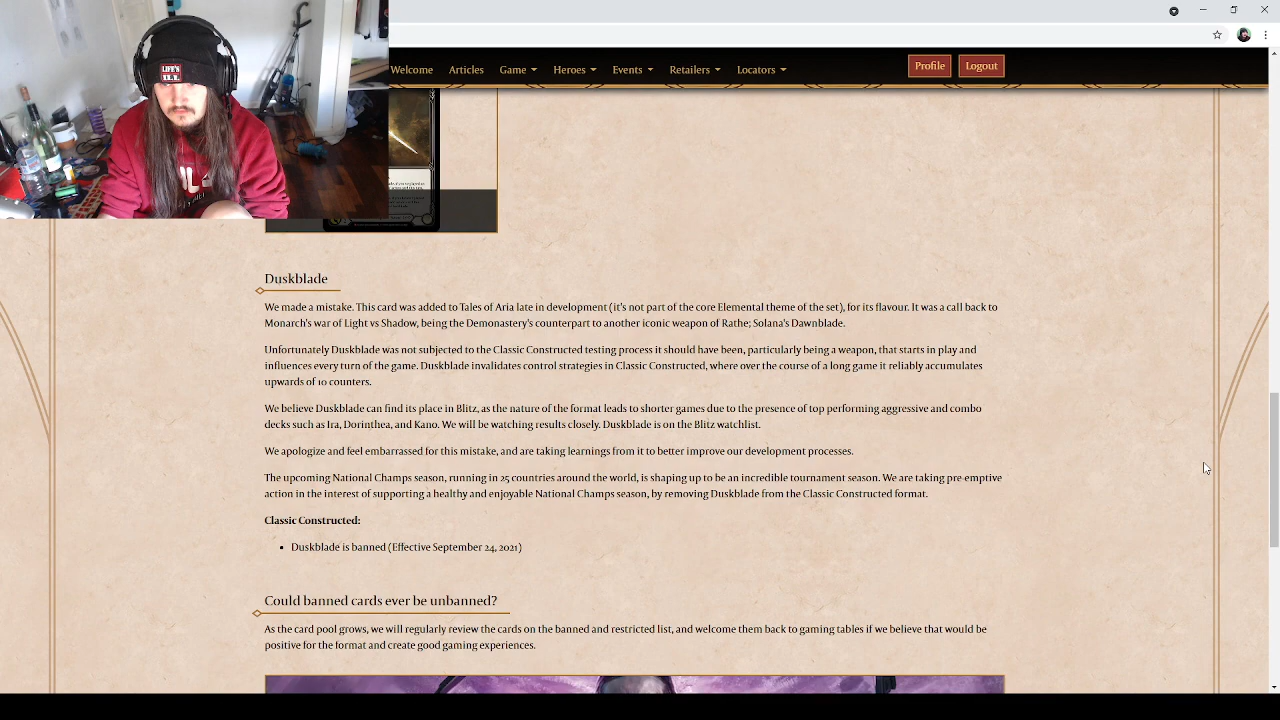 LIFE'S
Welcome Articles Game Heroes Events Retailers Locators Profile Logout
Duskblade
We made a mistake. This card was added to Tales of Aria late in development (it's not part of the core Elemental theme of the set), for its flavour. It was a call back to
Monarch's war of Light vs Shadow, being the Demonastery's counterpart to another iconic weapon of Rathe; Solana's Dawnblade.
Unfortunately Duskblade was not subjected to the Classic Constructed testing process it should have been, particularly being a weapon, that starts in play and
influences every turn of the game. Duskblade invalidates control strategies in Classic Constructed, where over the course of a long game it reliably accumulates
upwards of 10 counters.
We believe Duskblade can find its place in Blitz, as the nature of the format leads to shorter games due to the presence of top performing aggressive and combo
decks such as Ira, Dorinthea, and Kano. We will be watching results closely. Duskblade is on the Blitz watchlist.
We apologize and feel embarrassed for this mistake, and are taking learnings from it to better improve our development processes.
The upcoming National Champs season, running in 25 countries around the world, is shaping up to be an incredible tournament season. We are taking pre-emptive
action in the interest of supporting a healthy and enjoyable National Champs season, by removing Duskblade from the Classic Constructed format.
Classic Constructed:
• Duskblade is banned (Effective September 24, 2021)
Could banned cards ever be unbanned?
As the card pool grows, we will regularly review the cards on the banned and restricted list, and welcome them back to gaming tables if we believe that would be
positive for the format and create good gaming experiences.